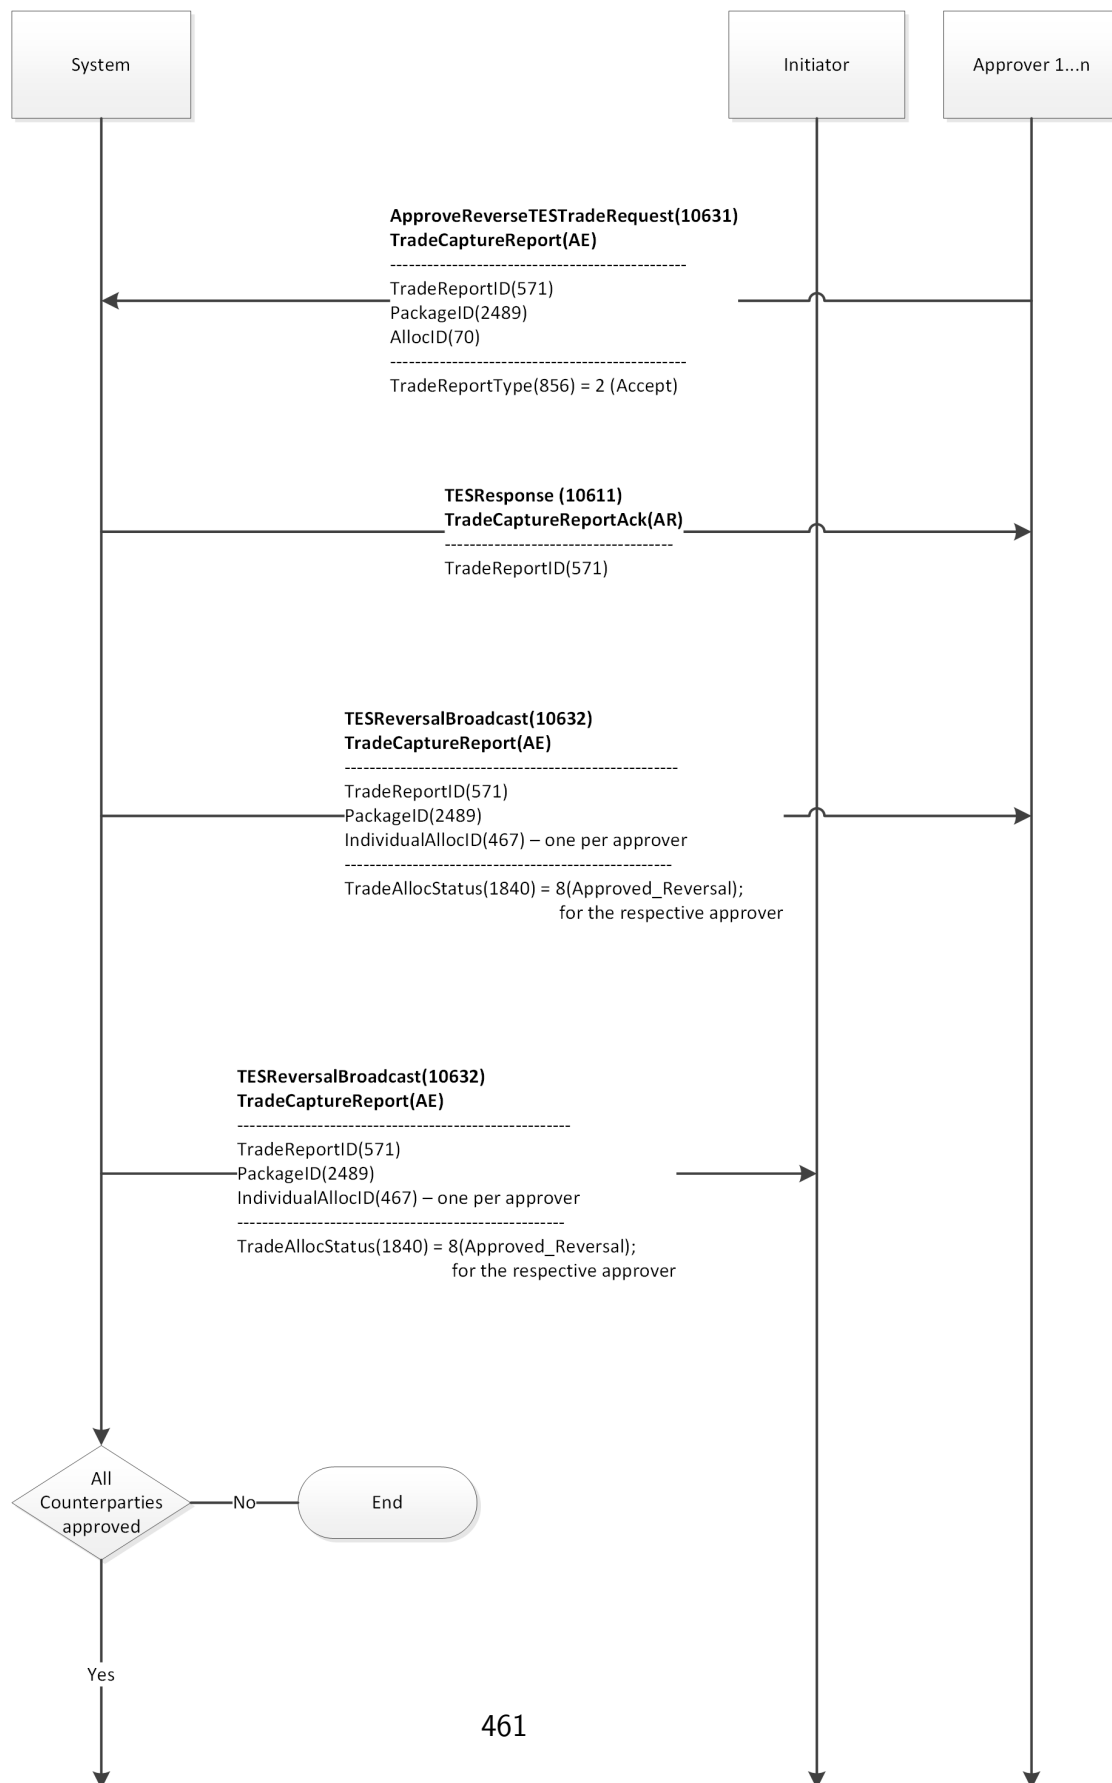 System
Initiator
Approver 1...n
ApproveReverseTESTradeRequest(10631)
TradeCaptureReport(AE)
------------------------------------------------
TradeReportID(571)
PackageID(2489)
AllocID(70)
------------------------------------------------
TradeReportType(856) = 2 (Accept)
TESResponse (10611)
TradeCaptureReportAck(AR)
-------------------------------------
TradeReportID(571)
TESReversalBroadcast(10632)
TradeCaptureReport(AE)
------------------------------------------------------
TradeReportID(571)
PackageID(2489)
IndividualAllocID(467) – one per approver
-----------------------------------------------------
TradeAllocStatus(1840) = 8(Approved_Reversal);
for the respective approver
TESReversalBroadcast(10632)
TradeCaptureReport(AE)
------------------------------------------------------
TradeReportID(571)
PackageID(2489)
IndividualAllocID(467) – one per approver
-----------------------------------------------------
TradeAllocStatus(1840) = 8(Approved_Reversal);
for the respective approver
All
Counterparties
approved
No
End
Yes
461